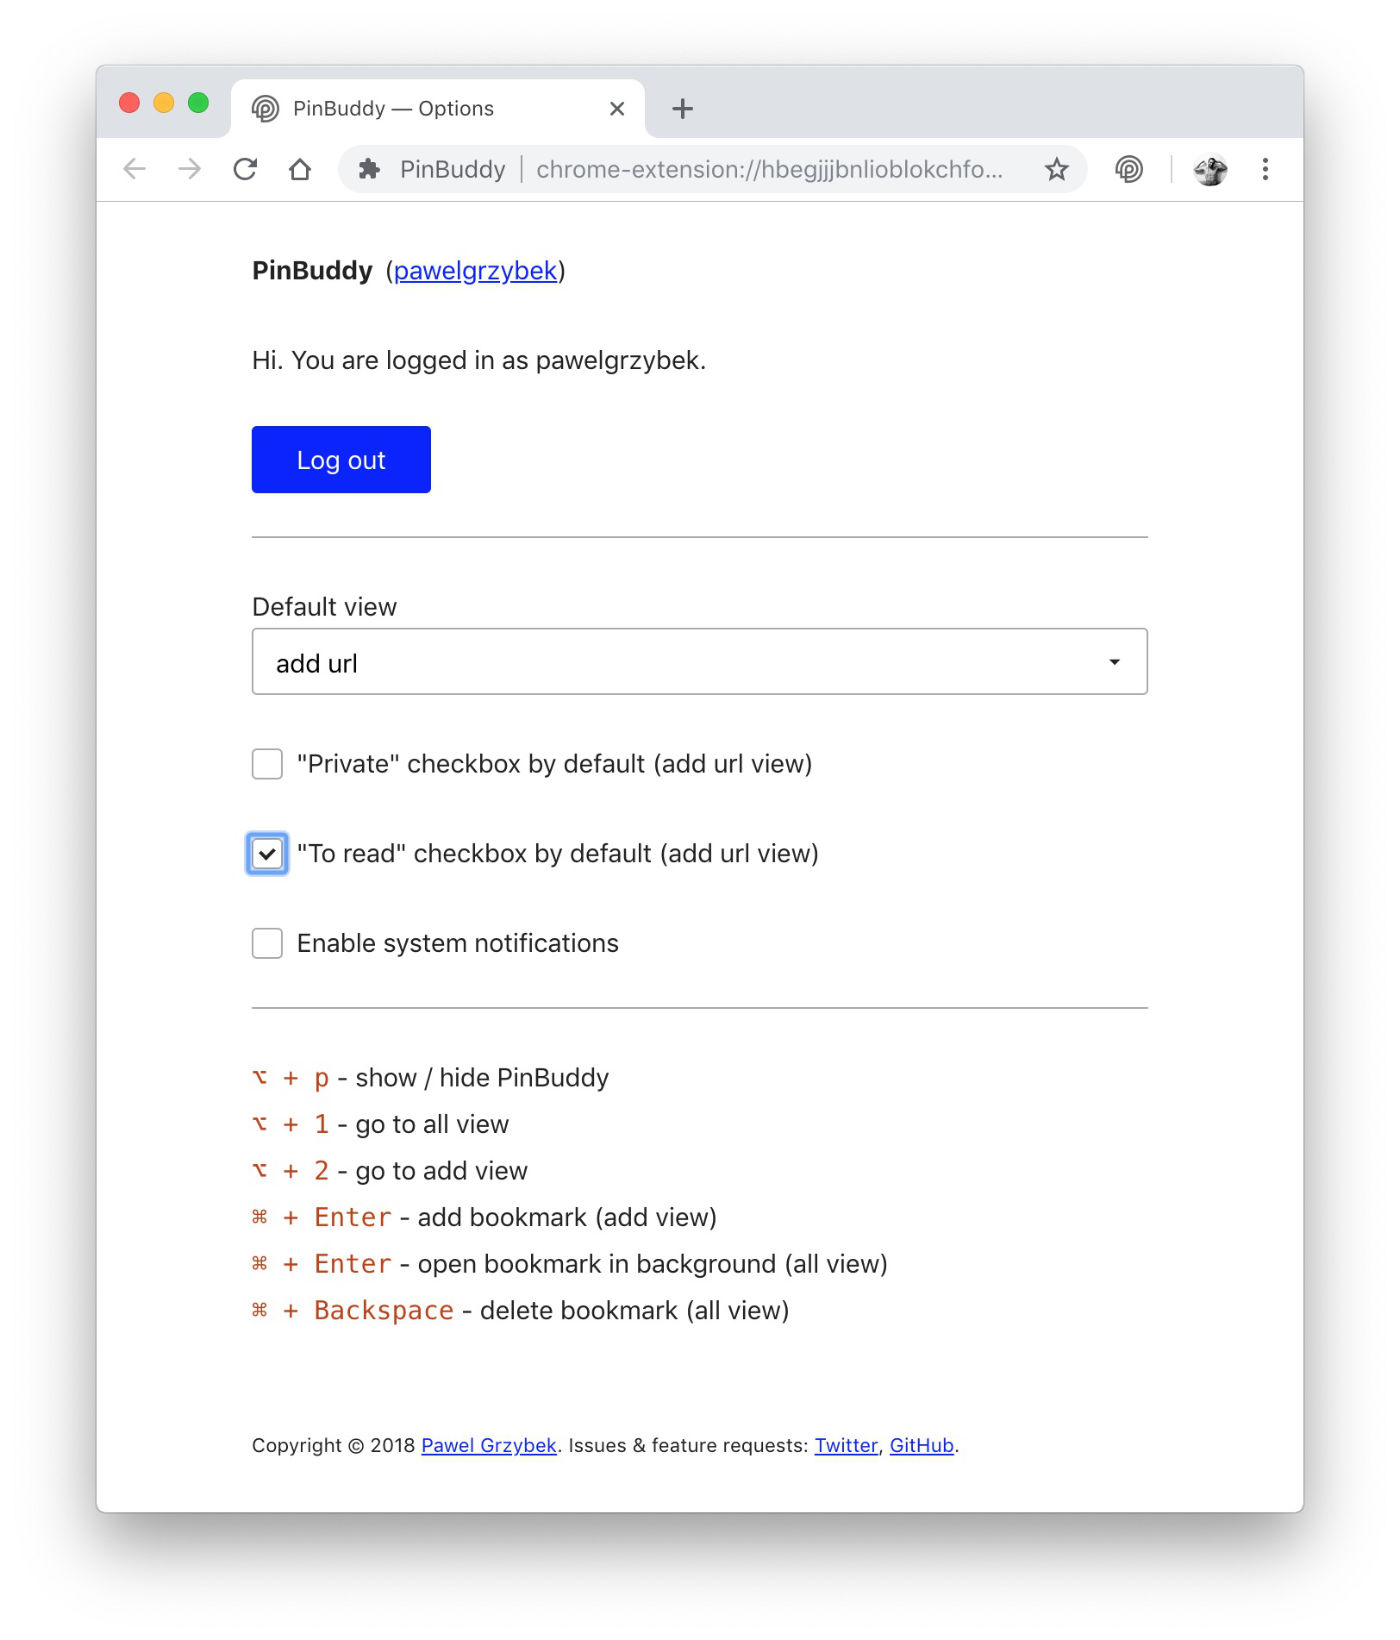 PinBuddy — Options
PinBuddy | chrome-extension://hbegjjjbnlioblokchfo...
PinBuddy (pawelgrzybek)
Hi. You are logged in as pawelgrzybek.
Log out
Default view
add url
"Private" checkbox by default (add url view)
"To read" checkbox by default (add url view)
Enable system notifications
⌥ + p - show / hide PinBuddy
⌥ + 1 - go to all view
⌥ + 2 - go to add view
⌘ + Enter - add bookmark (add view)
⌘ + Enter - open bookmark in background (all view)
⌘ + Backspace - delete bookmark (all view)
Copyright © 2018 Pawel Grzybek. Issues & feature requests: Twitter, GitHub.